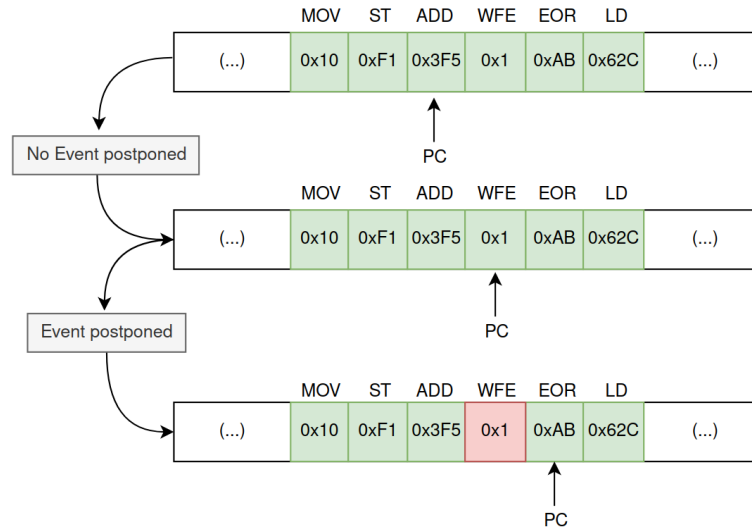 MOV ST ADD WFE EOR LD
(...) 0x10 0xF1 0x3F5 0x1 0xAB 0x62C (...)
PC
No Event postponed
MOV ST ADD WFE EOR LD
(...) 0x10 0xF1 0x3F5 0x1 0xAB 0x62C (...)
PC
Event postponed
MOV ST ADD WFE EOR LD
(...) 0x10 0xF1 0x3F5 0x1 0xAB 0x62C (...)
PC